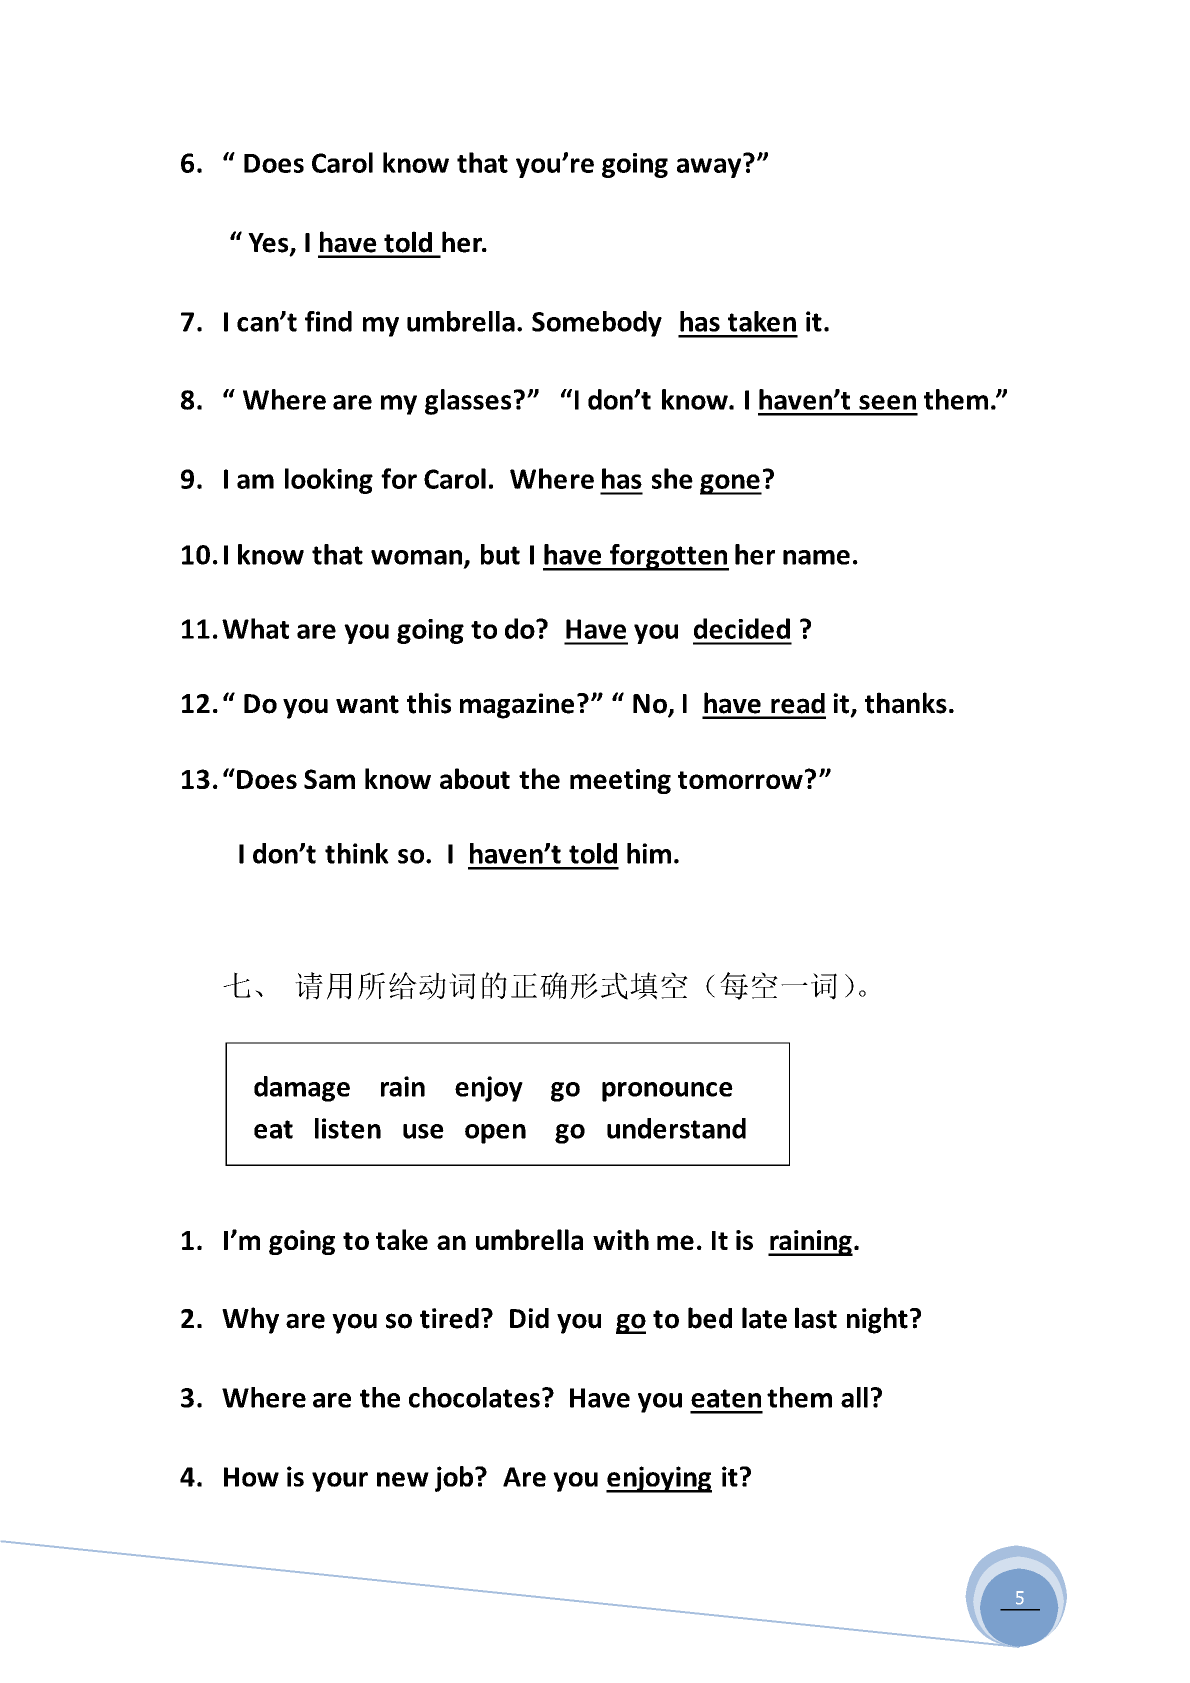 6. “ Does Carol know that you’re going away?”
“ Yes, I have told her.
7. I can’t find my umbrella. Somebody has taken it.
8. “ Where are my glasses?” “I don’t know. I haven’t seen them.”
9. I am looking for Carol. Where has she gone?
10. I know that woman, but I have forgotten her name.
11. What are you going to do? Have you decided ?
12. “ Do you want this magazine?” “ No, I have read it, thanks.
13. “Does Sam know about the meeting tomorrow?”
I don’t think so. I haven’t told him.
七、 请用所给动词的正确形式填空（每空一词）。
damage rain enjoy go pronounce
eat listen use open go understand
1. I’m going to take an umbrella with me. It is raining.
2. Why are you so tired? Did you go to bed late last night?
3. Where are the chocolates? Have you eaten them all?
4. How is your new job? Are you enjoying it?
5